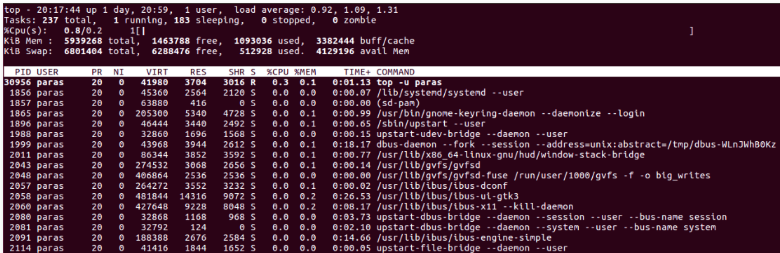 top - 20:17:44 up 1 day, 20:59, 1 user, load average: 0.92, 1.09, 1.31
Tasks: 237 total, 1 running, 183 sleeping, 0 stopped, 0 zombie
%Cpu(s): 0.8/0.2 1[| ]
KiB Mem : 5939268 total, 1463788 free, 1093036 used, 3382444 buff/cache
KiB Swap: 6801404 total, 6288476 free, 512928 used. 4129196 avail Mem
PID USER PR NI VIRT RES SHR S %CPU %MEM TIME+ COMMAND
30956 paras 20 0 41980 3704 3016 R 0.3 0.1 0:01.13 top -u paras
1856 paras 20 0 45360 2564 2120 S 0.0 0.0 0:00.07 /lib/systemd/systemd --user
1857 paras 20 0 63880 416 0 S 0.0 0.0 0:00.00 (sd-pam)
1865 paras 20 0 205300 5340 4728 S 0.0 0.1 0:00.99 /usr/bin/gnome-keyring-daemon --daemonize --login
1896 paras 20 0 46444 3440 2492 S 0.0 0.1 0:00.65 /sbin/upstart --user
1988 paras 20 0 32860 1696 1568 S 0.0 0.0 0:00.15 upstart-udev-bridge --daemon --user
1999 paras 20 0 43968 3944 2612 S 0.0 0.1 0:18.17 dbus-daemon --fork --session --address=unix:abstract=/tmp/dbus-WLnJWhB0Kz
2011 paras 20 0 86344 3852 3592 S 0.0 0.1 0:00.77 /usr/lib/x86_64-linux-gnu/hud/window-stack-bridge
2043 paras 20 0 274532 3068 2656 S 0.0 0.1 0:00.14 /usr/lib/gvfs/gvfsd
2048 paras 20 0 406864 2536 2536 S 0.0 0.0 0:00.00 /usr/lib/gvfs/gvfsd-fuse /run/user/1000/gvfs -f -o big_writes
2057 paras 20 0 264272 3552 3232 S 0.0 0.1 0:00.02 /usr/lib/ibus/ibus-dconf
2058 paras 20 0 481844 14316 9072 S 0.0 0.2 0:26.53 /usr/lib/ibus/ibus-ui-gtk3
2060 paras 20 0 427648 9228 8048 S 0.0 0.2 0:08.17 /usr/lib/ibus/ibus-x11 --kill-daemon
2080 paras 20 0 32868 1168 968 S 0.0 0.0 0:03.73 upstart-dbus-bridge --daemon --session --user --bus-name session
2081 paras 20 0 32792 124 0 S 0.0 0.0 0:02.10 upstart-dbus-bridge --daemon --system --user --bus-name system
2091 paras 20 0 188388 2676 2584 S 0.0 0.0 0:14.66 /usr/lib/ibus/ibus-engine-simple
2114 paras 20 0 41416 1844 1652 S 0.0 0.0 0:00.05 upstart-file-bridge --daemon --user